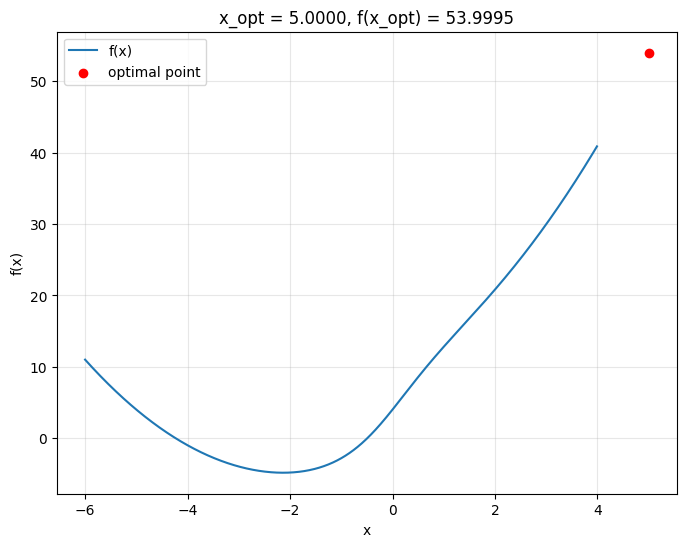 x_opt = 5.0000, f(x_opt) = 53.9995
f(x)
optimal point
50
40
30
20
10
0
f(x)
−6
−4
−2
0
2
4
x